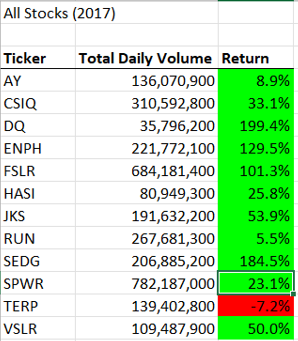 All Stocks (2017)
Ticker Total Daily Volume Return
AY 136,070,900 8.9%
CSIQ 310,592,800 33.1%
DQ 35,796,200 199.4%
ENPH 221,772,100 129.5%
FSLR 684,181,400 101.3%
HASI 80,949,300 25.8%
JKS 191,632,200 53.9%
RUN 267,681,300 5.5%
SEDG 206,885,200 184.5%
SPWR 782,187,000 23.1%
TERP 139,402,800 -7.2%
VSLR 109,487,900 50.0%